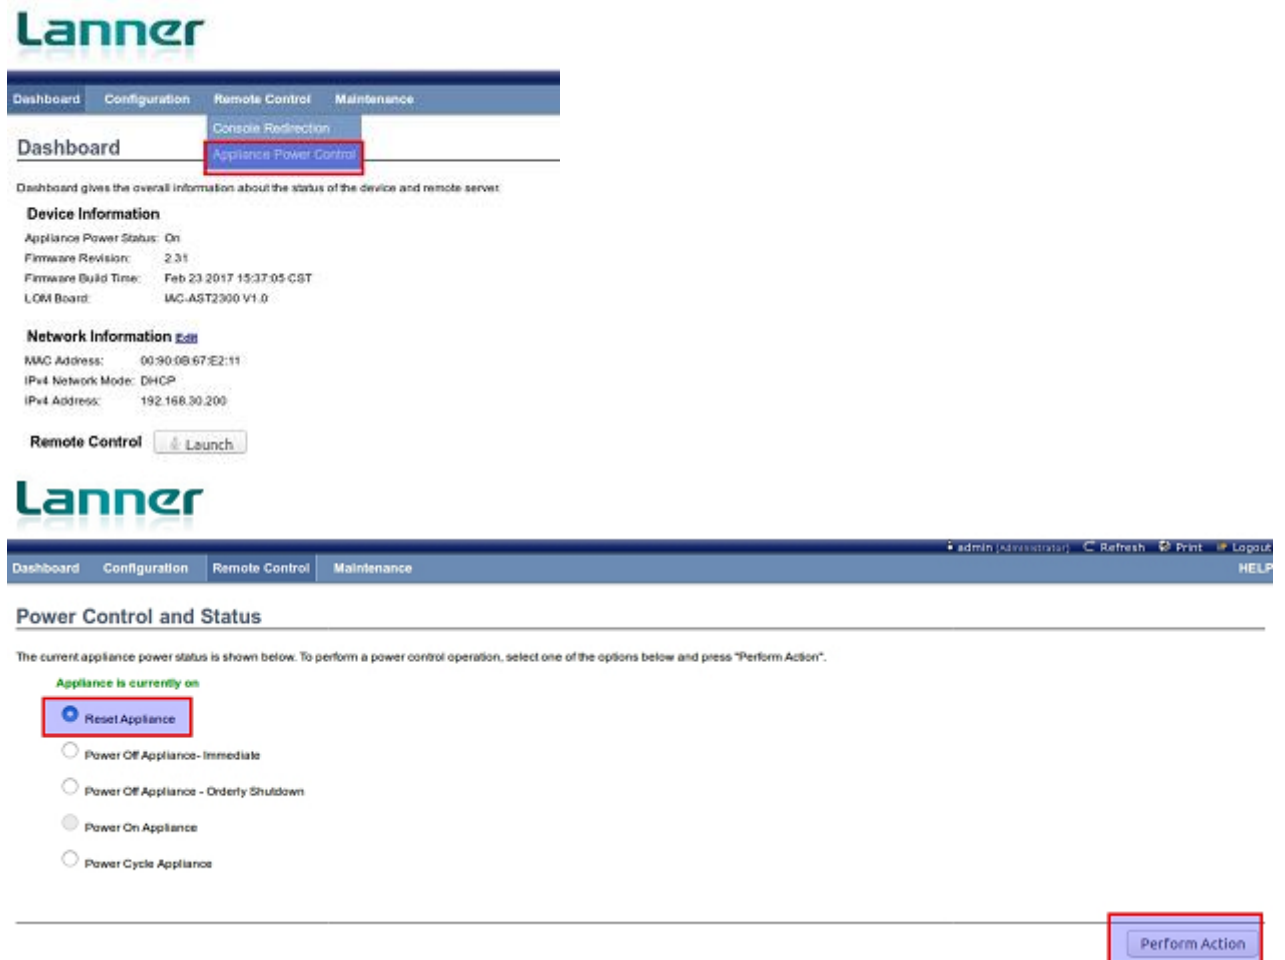 Lanner
Dashboard Configuration Remote Control Maintenance
Console Redirection
Dashboard
Appliance Power Control
Dashboard gives the overall information about the status of the device and remote server.
Device Information
Appliance Power Status: On
Firmware Revision: 2.31
Firmware Build Time: Feb 23 2017 15:37:05 CST
LOM Board: IAC-AST2300 V1.0
Network Information Edit
MAC Address: 00:90:0B:67:E2:11
IPv4 Network Mode: DHCP
IPv4 Address: 192.168.30.200
Remote Control Launch
Lanner
admin (Administrator) Refresh Print Logout
Dashboard Configuration Remote Control Maintenance HELP
Power Control and Status
The current appliance power status is shown below. To perform a power control operation, select one of the options below and press "Perform Action".
Appliance is currently on
Reset Appliance
Power Off Appliance- Immediate
Power Off Appliance - Orderly Shutdown
Power On Appliance
Power Cycle Appliance
Perform Action